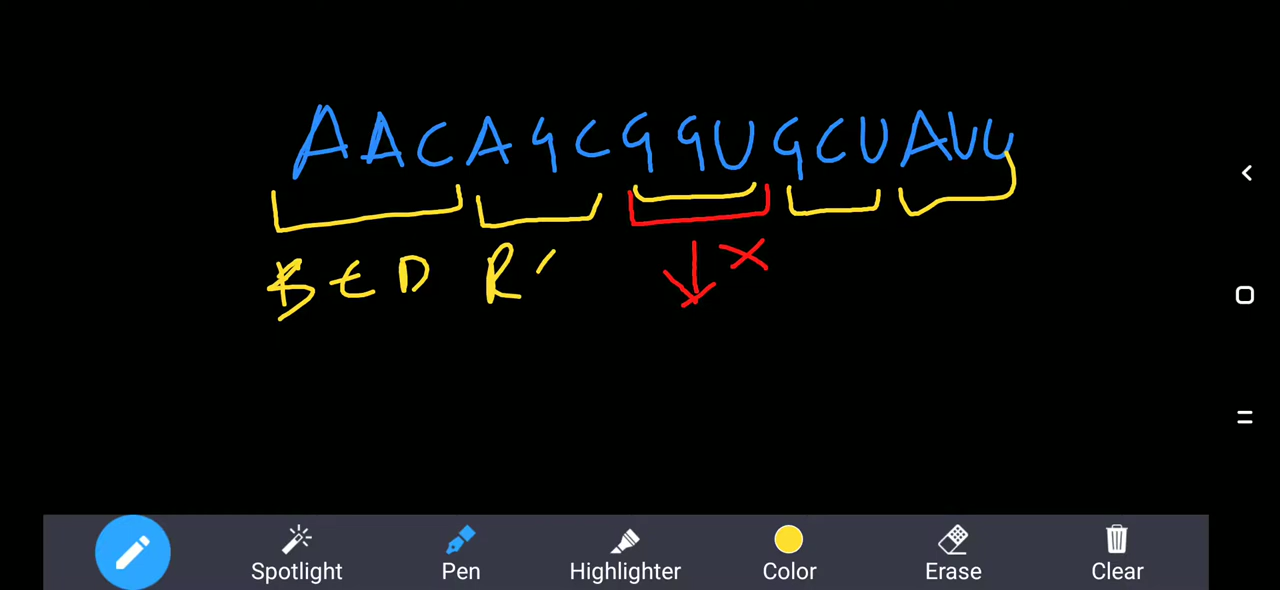 AACAGCGGUGCUAUG
BED R
Spotlight Pen Highlighter Color Erase Clear